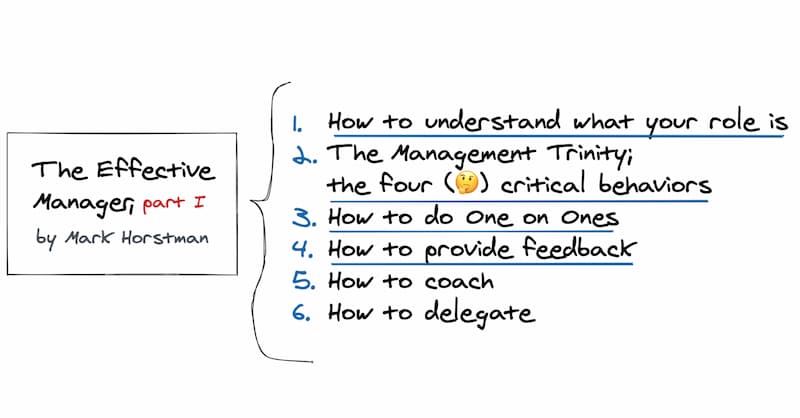 The Effective
Manager; part I
by Mark Horstman
1. How to understand what your role is
2. The Management Trinity;
the four (🤔) critical behaviors
3. How to do One on Ones
4. How to provide feedback
5. How to coach
6. How to delegate